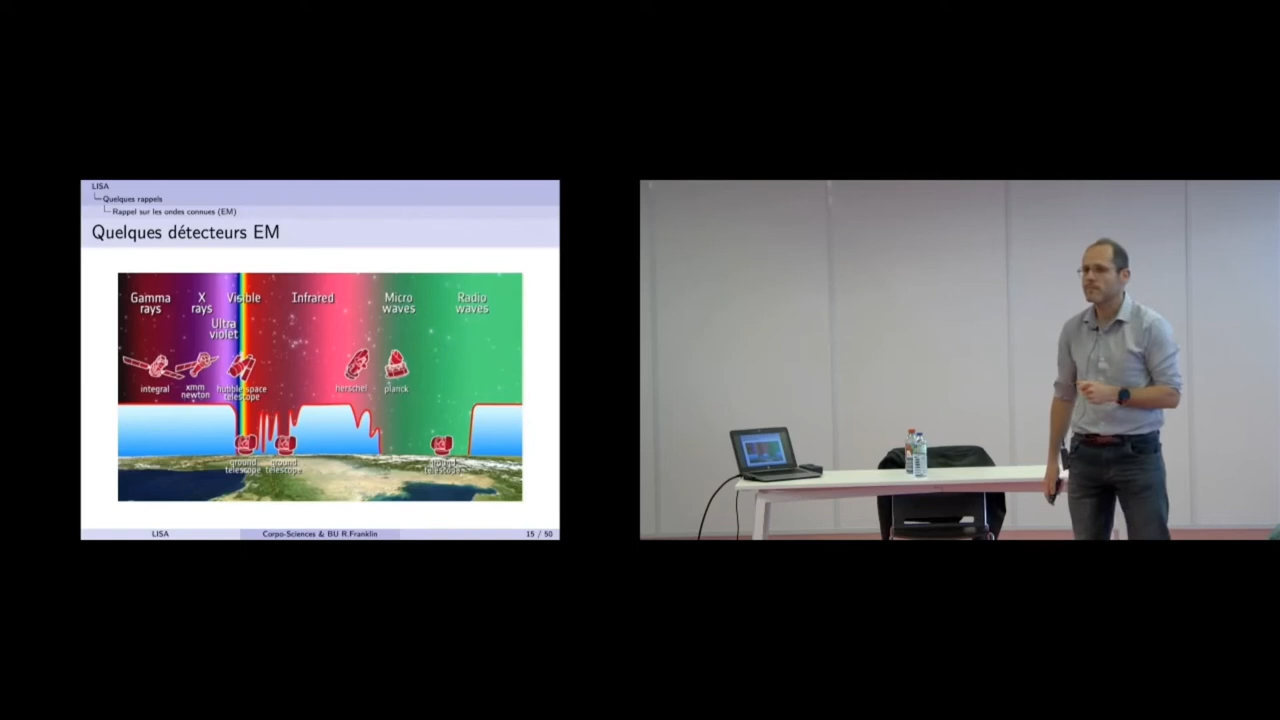 LISA
Quelques rappels
Rappel sur les ondes connues (EM)
Quelques détecteurs EM
Gamma
rays
X
rays
Ultra
violet
Visible
Infrared
Micro
waves
Radio
waves
integral
xmm
newton
hubble space
telescope
herschel
planck
ground
telescope
ground
telescope
ground
telescope
LISA
Corpo-Sciences & BU R.Franklin
15 / 50